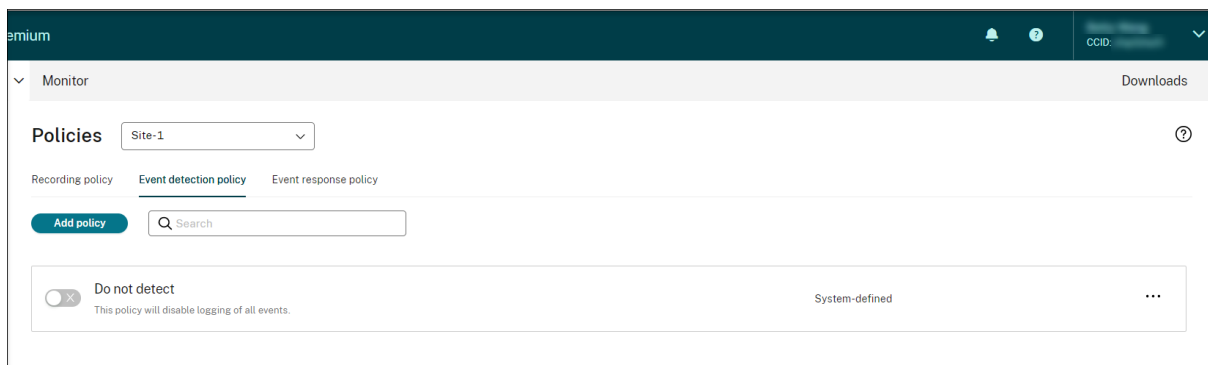 emium
CCID:
Monitor
Downloads
Policies
Site-1
Recording policy
Event detection policy
Event response policy
Add policy
Search
Do not detect
This policy will disable logging of all events.
System-defined